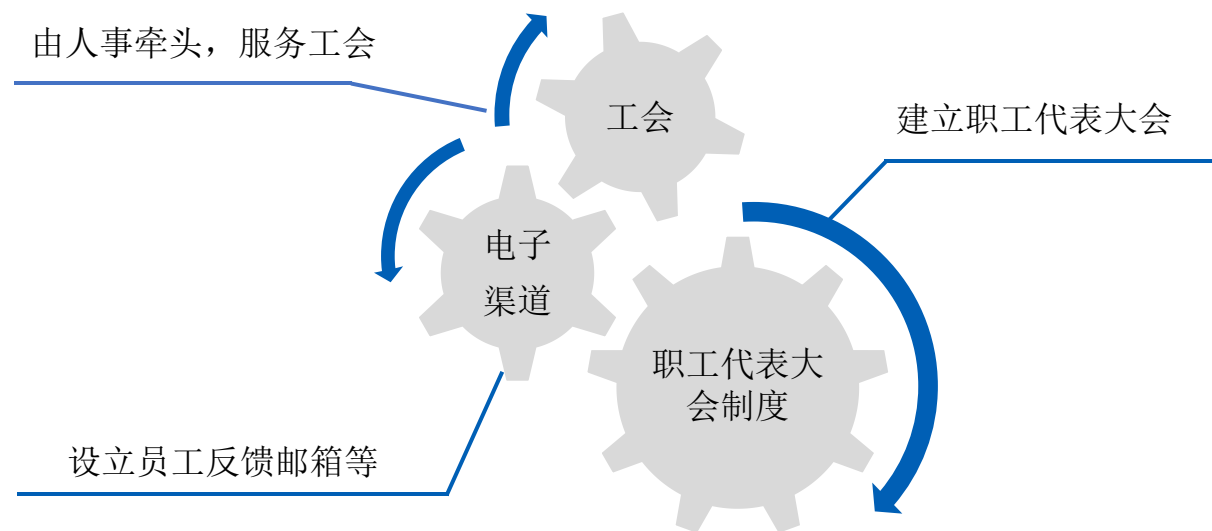 由人事牵头，服务工会
工会
建立职工代表大会
电子
渠道
职工代表大
会制度
设立员工反馈邮箱等